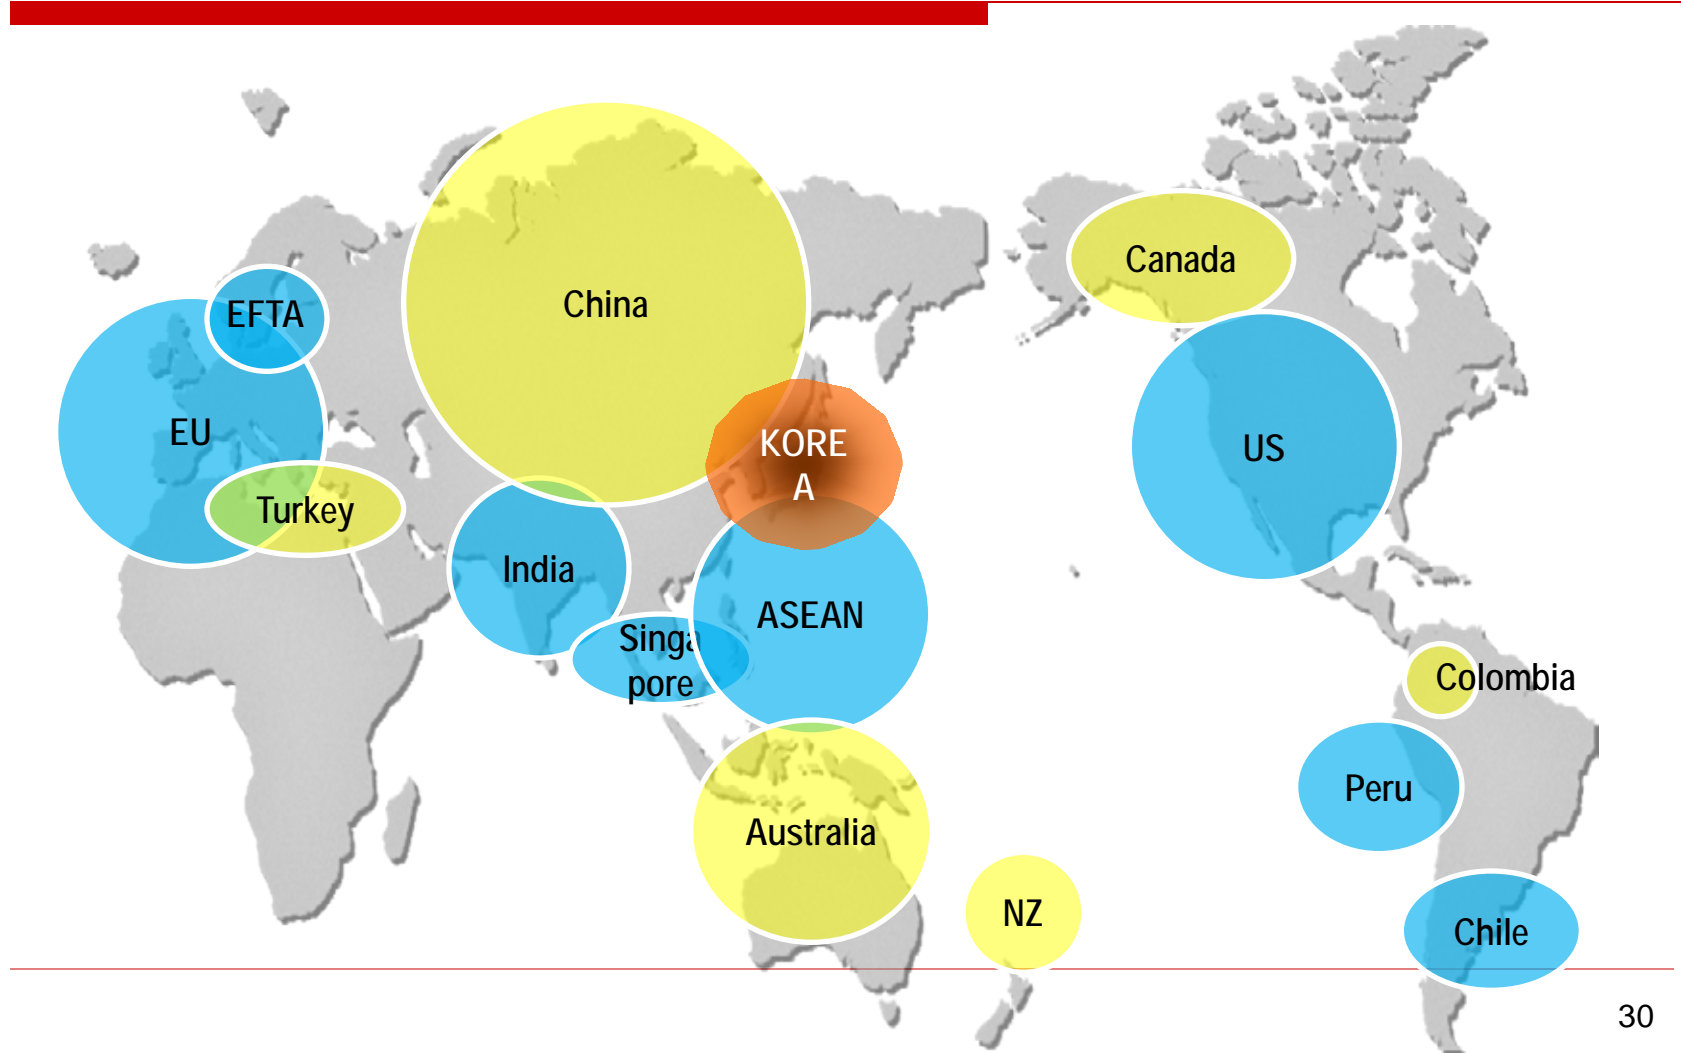 Canada
China
EFTA
EU
KORE
A
US
Turkey
India
ASEAN
Singa
pore
Colombia
Peru
Australia
NZ
Chile
30